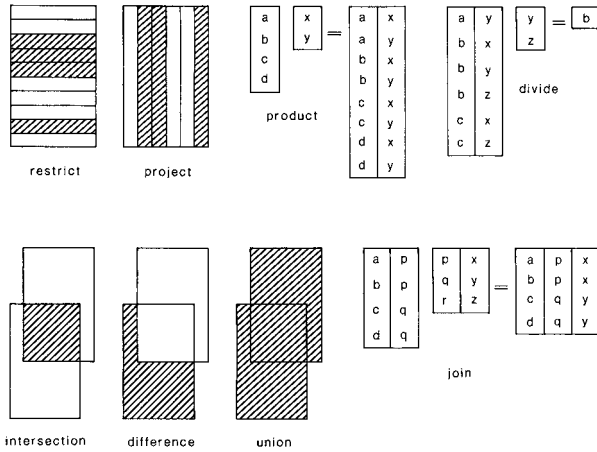 restrict
project
a
b
c
d
x
y
=
a x
a y
b x
b y
c x
c y
d x
d y
product
a y
b x
b y
b z
c x
c z
y
z
=
b
divide
intersection
difference
union
a p
b p
c q
d q
p x
q y
r z
=
a p x
b p x
c q y
d q y
join